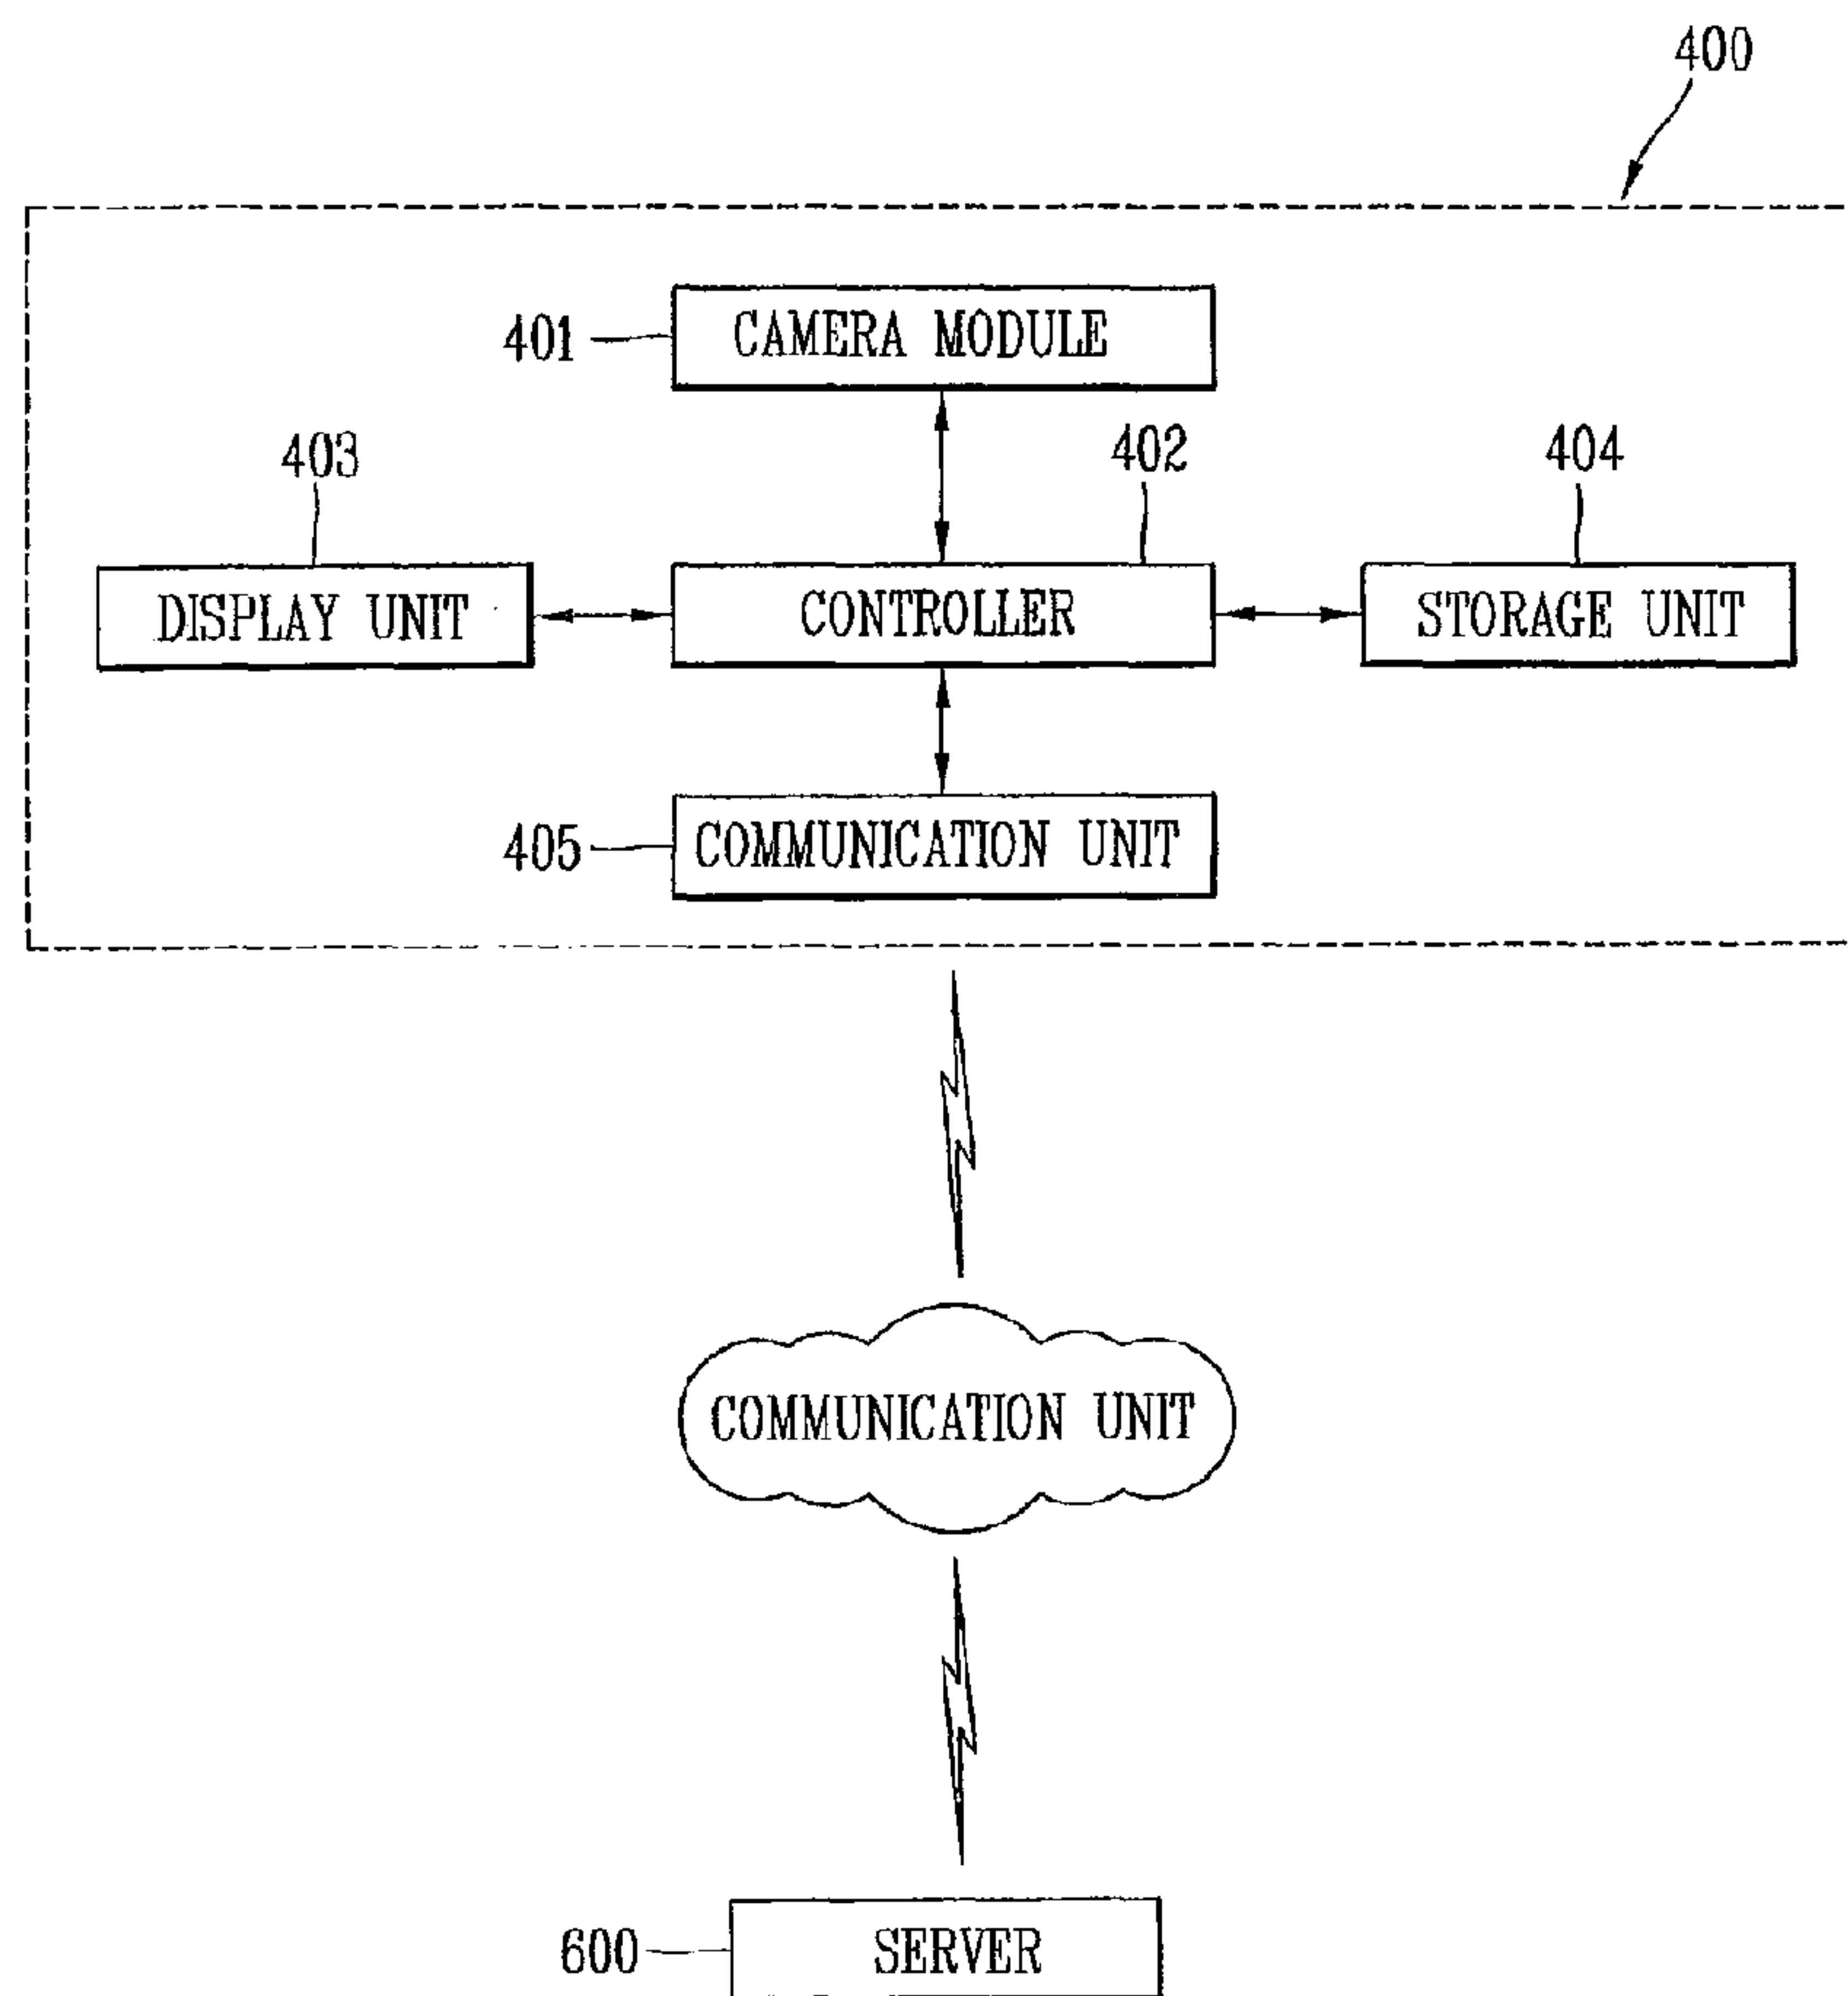 400
401
CAMERA MODULE
403
402
404
DISPLAY UNIT
CONTROLLER
STORAGE UNIT
405
COMMUNICATION UNIT
COMMUNICATION UNIT
600
SERVER